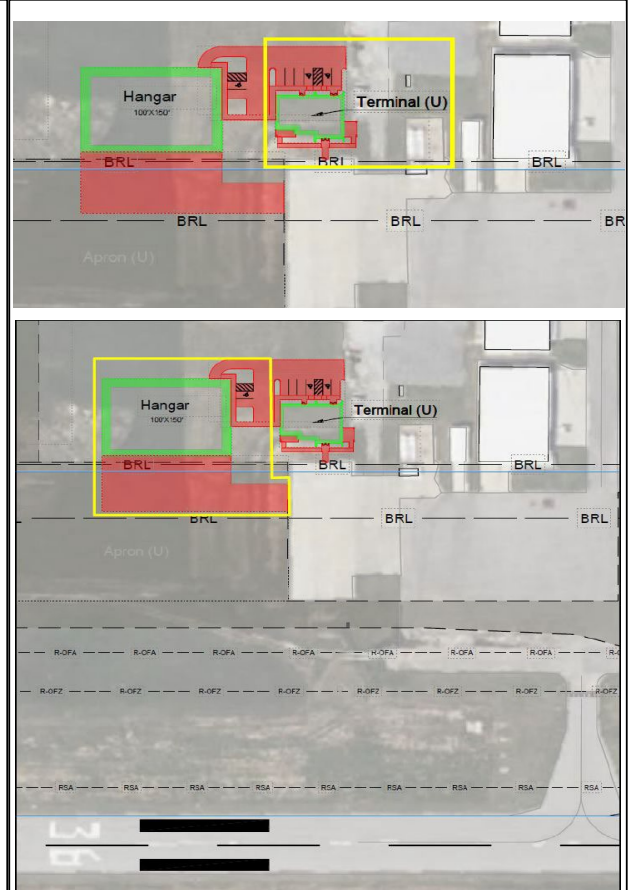 Hangar
Terminal (U)
100'X150'
BRL BRL BRL
BRL BRL BR
Apron (U)
Hangar
Terminal (U)
100'X150'
BRL BRL BRL
BRL BRL BRL
Apron (U)
R-OFA R-OFA R-OFA R-OFA R-OFA R-OFA R-OFA
R-OFZ R-OFZ R-OFZ R-OFZ R-OFZ R-OFZ R-OFZ R-OFZ
RSA RSA RSA RSA RSA RSA RSA RSA RSA